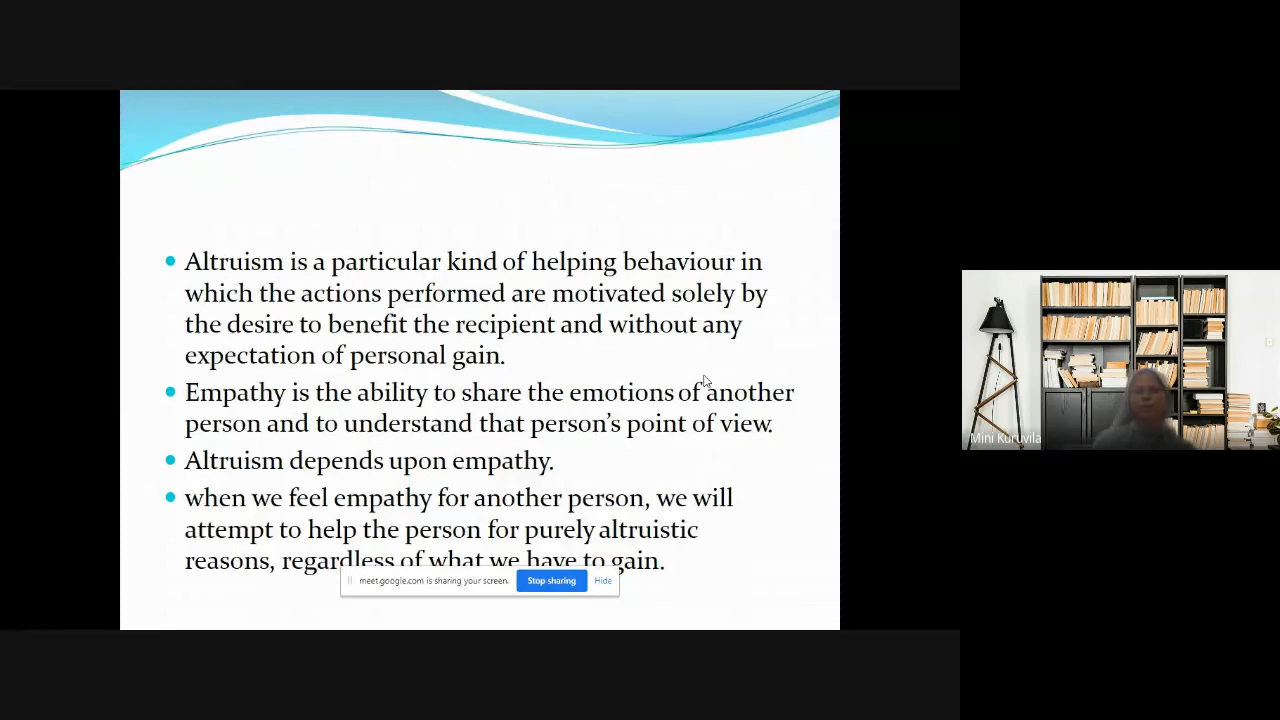 Altruism is a particular kind of helping behaviour in
which the actions performed are motivated solely by
the desire to benefit the recipient and without any
expectation of personal gain.
Empathy is the ability to share the emotions of another
person and to understand that person's point of view.
Altruism depends upon empathy.
when we feel empathy for another person, we will
attempt to help the person for purely altruistic
reasons, regardless of what we have to gain.
meet.google.com is sharing your screen. Stop sharing Hide
Mini Kuruvila